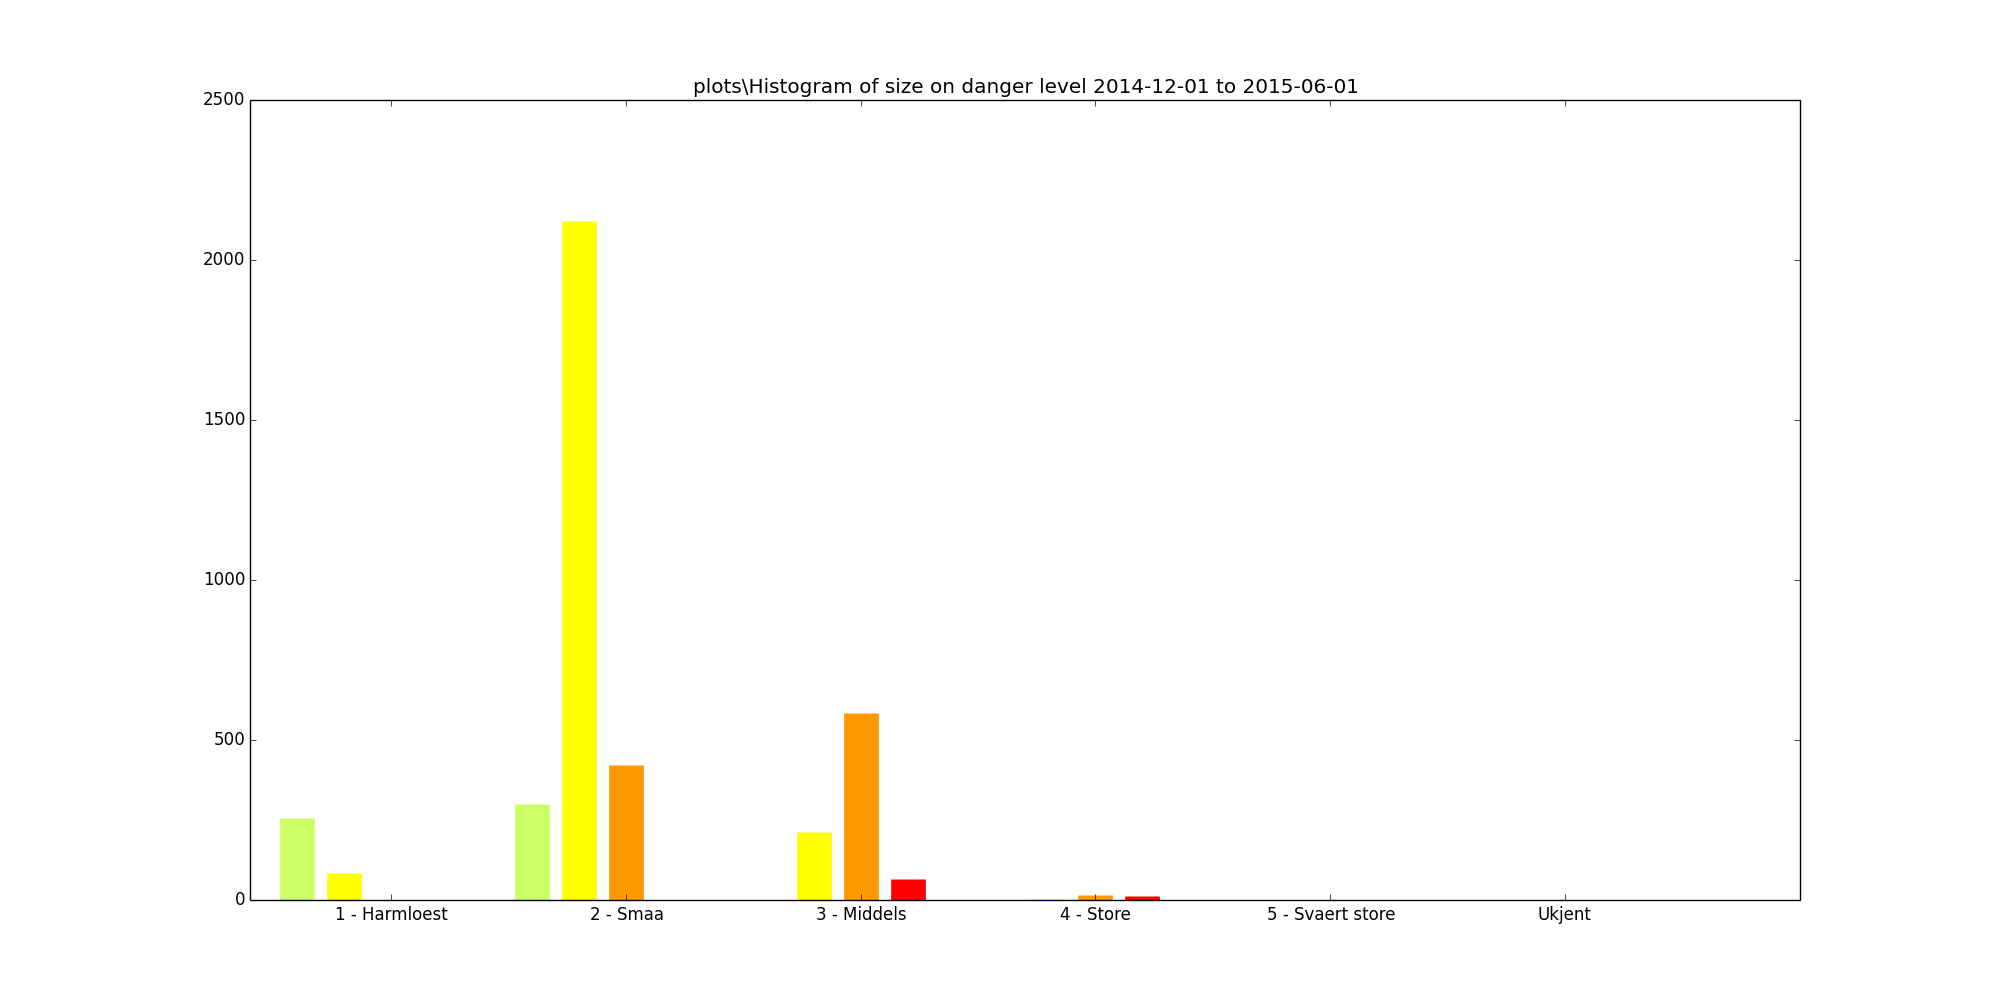 plots\Histogram of size on danger level 2014-12-01 to 2015-06-01
2500
2000
1500
1000
500
0
1 - Harmloest
2 - Smaa
3 - Middels
4 - Store
5 - Svaert store
Ukjent